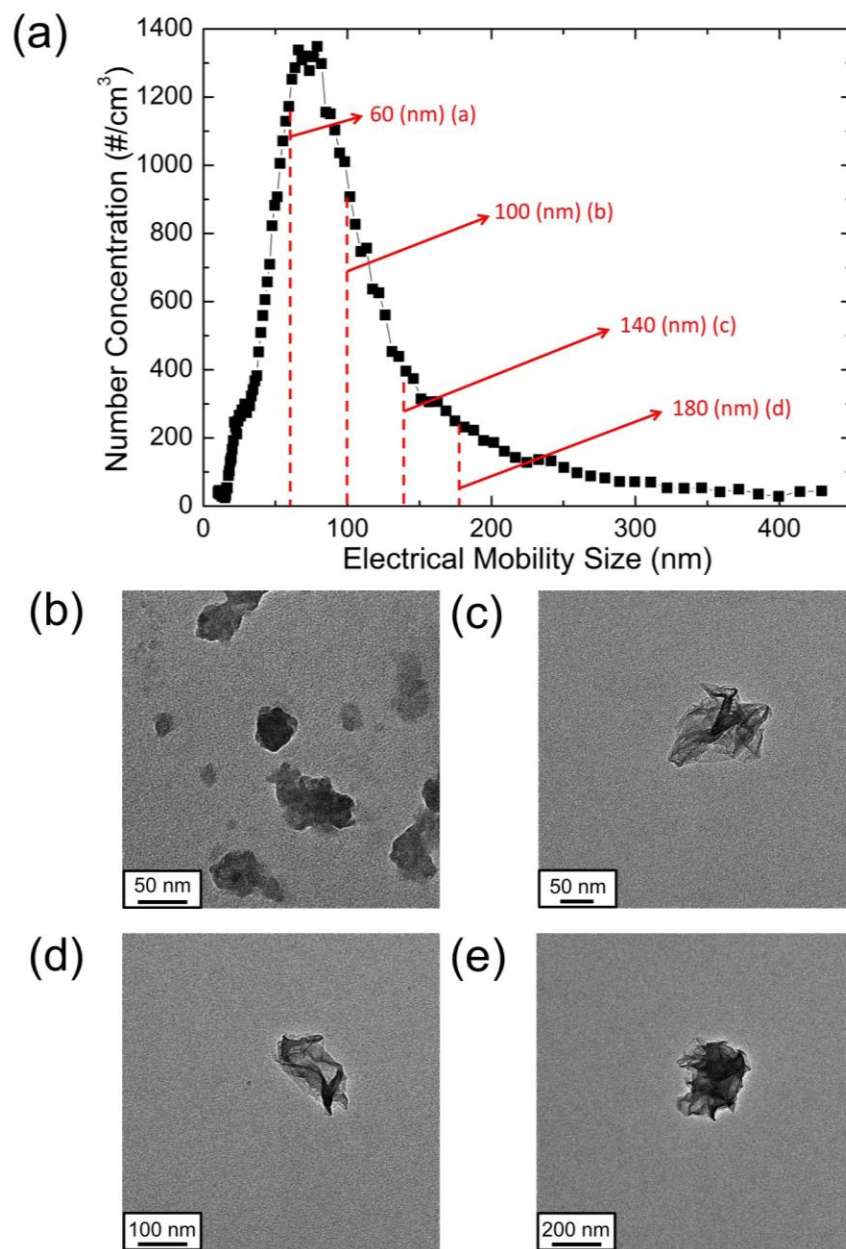 (a)
1400
1200
1000
800
600
400
200
0
Number Concentration (#/cm³)
60 (nm) (a)
100 (nm) (b)
140 (nm) (c)
180 (nm) (d)
0 100 200 300 400
Electrical Mobility Size (nm)
(b)
50 nm
(c)
50 nm
(d)
100 nm
(e)
200 nm